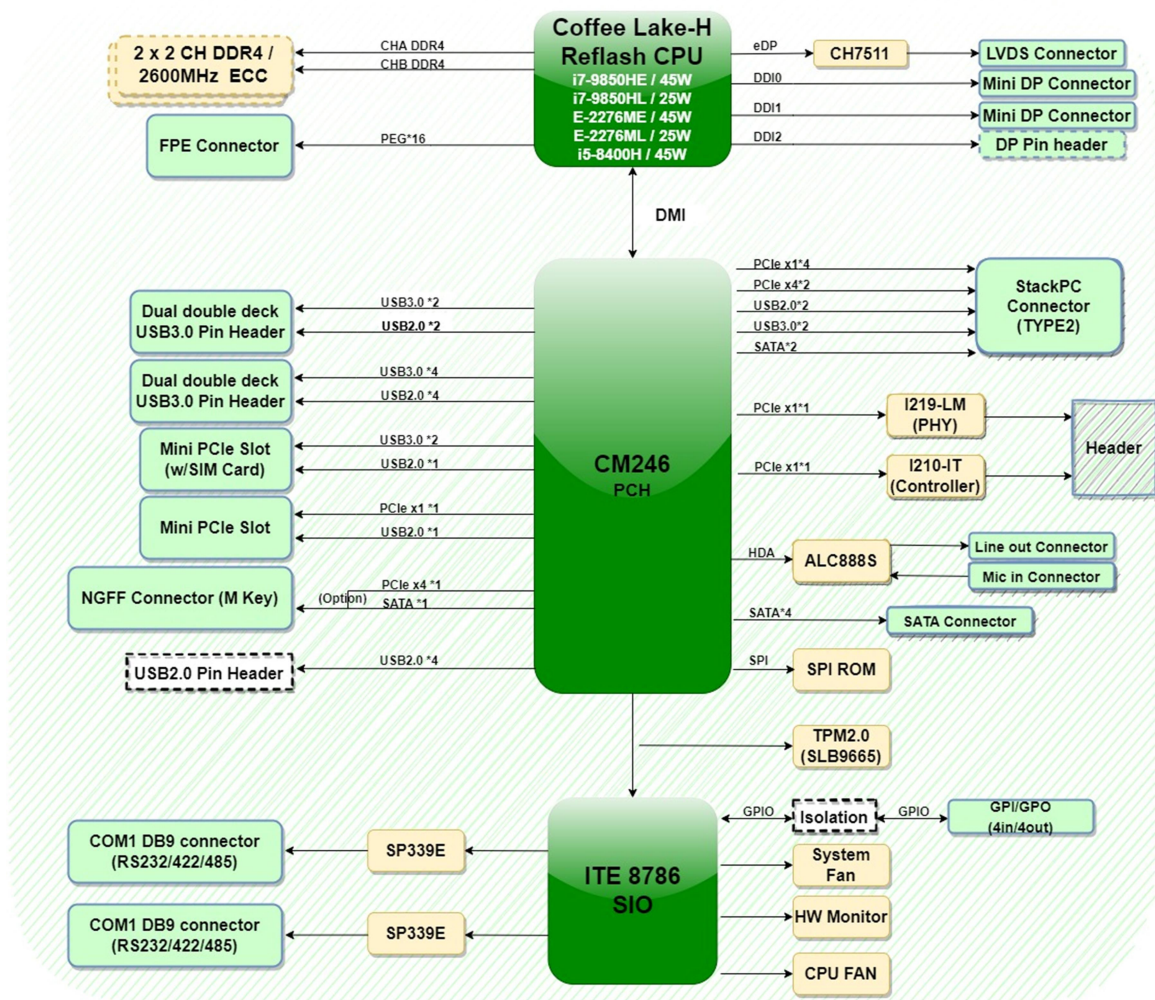 2 x 2 CH DDR4 /
2600MHz ECC
CHA DDR4
CHB DDR4
FPE Connector
PEG*16
Coffee Lake-H
Reflash CPU
i7-9850HE / 45W
i7-9850HL / 25W
E-2276ME / 45W
E-2276ML / 25W
i5-8400H / 45W
eDP
CH7511
LVDS Connector
DDI0
Mini DP Connector
DDI1
Mini DP Connector
DDI2
DP Pin header
DMI
Dual double deck
USB3.0 Pin Header
USB3.0 *2
USB2.0 *2
Dual double deck
USB3.0 Pin Header
USB3.0 *4
USB2.0 *4
Mini PCIe Slot
(w/SIM Card)
USB3.0 *2
USB2.0 *1
Mini PCIe Slot
PCIe x1 *1
USB2.0 *1
NGFF Connector (M Key)
(Option)
PCIe x4 *1
SATA *1
USB2.0 Pin Header
USB2.0 *4
CM246
PCH
PCIe x1*4
PCIe x4*2
USB2.0*2
USB3.0*2
SATA*2
StackPC
Connector
(TYPE2)
PCIe x1*1
I219-LM
(PHY)
PCIe x1*1
I210-IT
(Controller)
Header
HDA
ALC888S
Line out Connector
Mic in Connector
SATA*4
SATA Connector
SPI
SPI ROM
TPM2.0
(SLB9665)
COM1 DB9 connector
(RS232/422/485)
SP339E
COM1 DB9 connector
(RS232/422/485)
SP339E
ITE 8786
SIO
GPIO
Isolation
GPIO
GPI/GPO
(4in/4out)
System
Fan
HW Monitor
CPU FAN